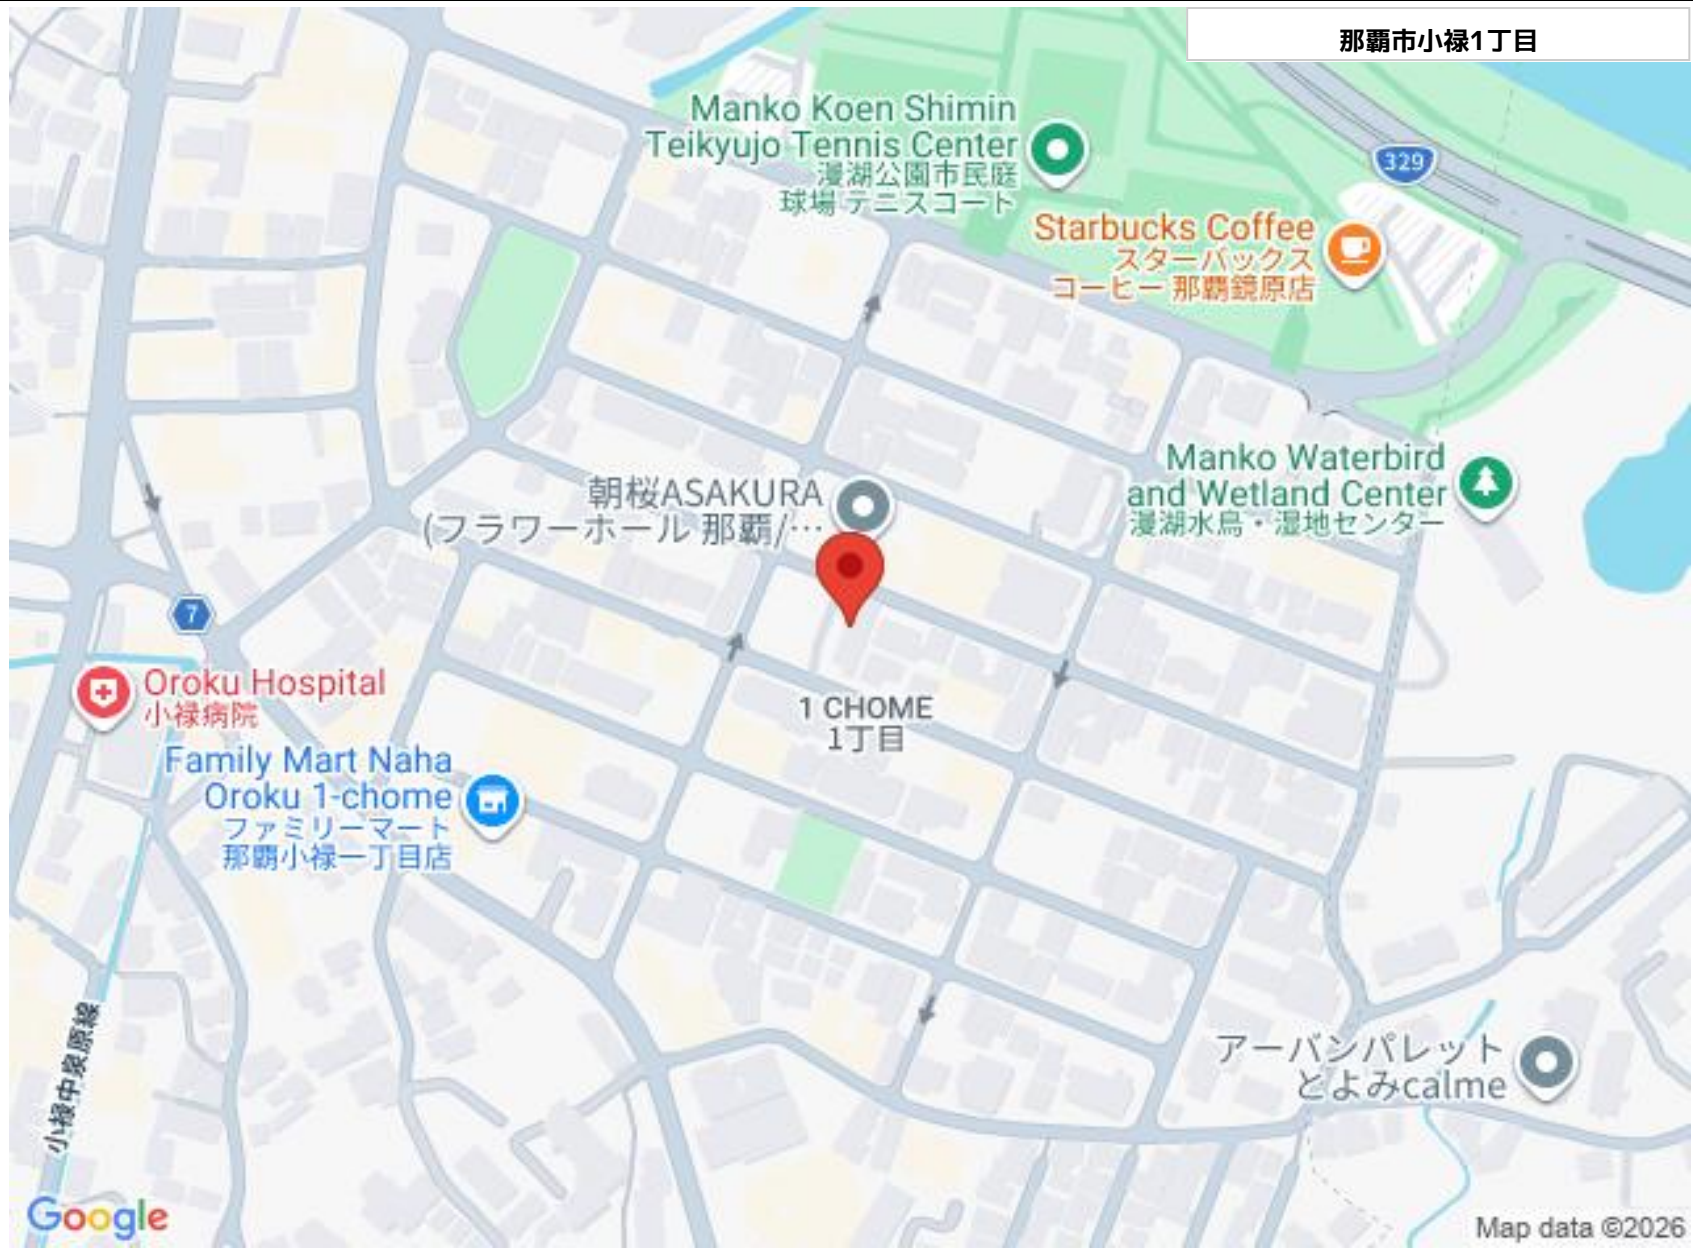 那覇市小禄1丁目
Manko Koen Shimin
Teikyujo Tennis Center
漫湖公園市民庭
球場 テニスコート
329
Starbucks Coffee
スターバックス
コーヒー 那覇鏡原店
Manko Waterbird
and Wetland Center
漫湖水鳥・湿地センター
朝桜ASAKURA
(フラワーホール 那覇/…
7
Oroku Hospital
小禄病院
1 CHOME
1丁目
Family Mart Naha
Oroku 1-chome
ファミリーマート
那覇小禄一丁目店
小禄中泉原線
アーバンパレット
とよみcalme
Google
Map data ©2026